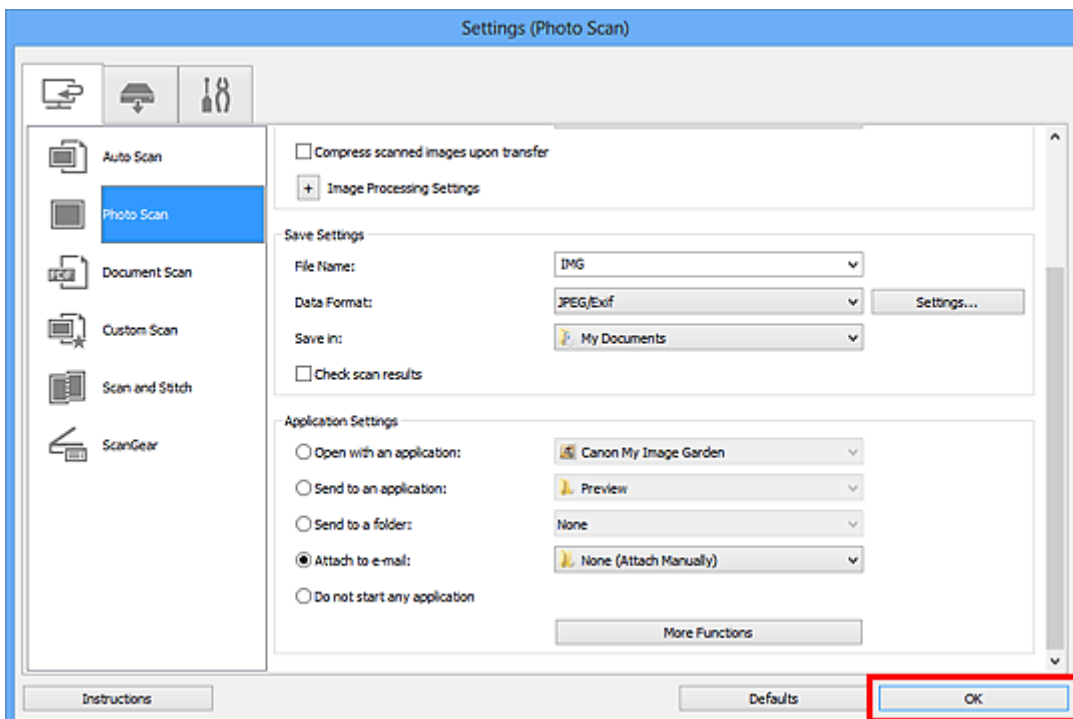 Settings (Photo Scan)
Auto Scan
Photo Scan
Document Scan
Custom Scan
Scan and Stitch
ScanGear
Compress scanned images upon transfer
+ Image Processing Settings
Save Settings
File Name: IMG
Data Format: JPEG/Exif Settings...
Save in: My Documents
Check scan results
Application Settings
Open with an application: Canon My Image Garden
Send to an application: Preview
Send to a folder: None
Attach to e-mail: None (Attach Manually)
Do not start any application
More Functions
Instructions Defaults OK